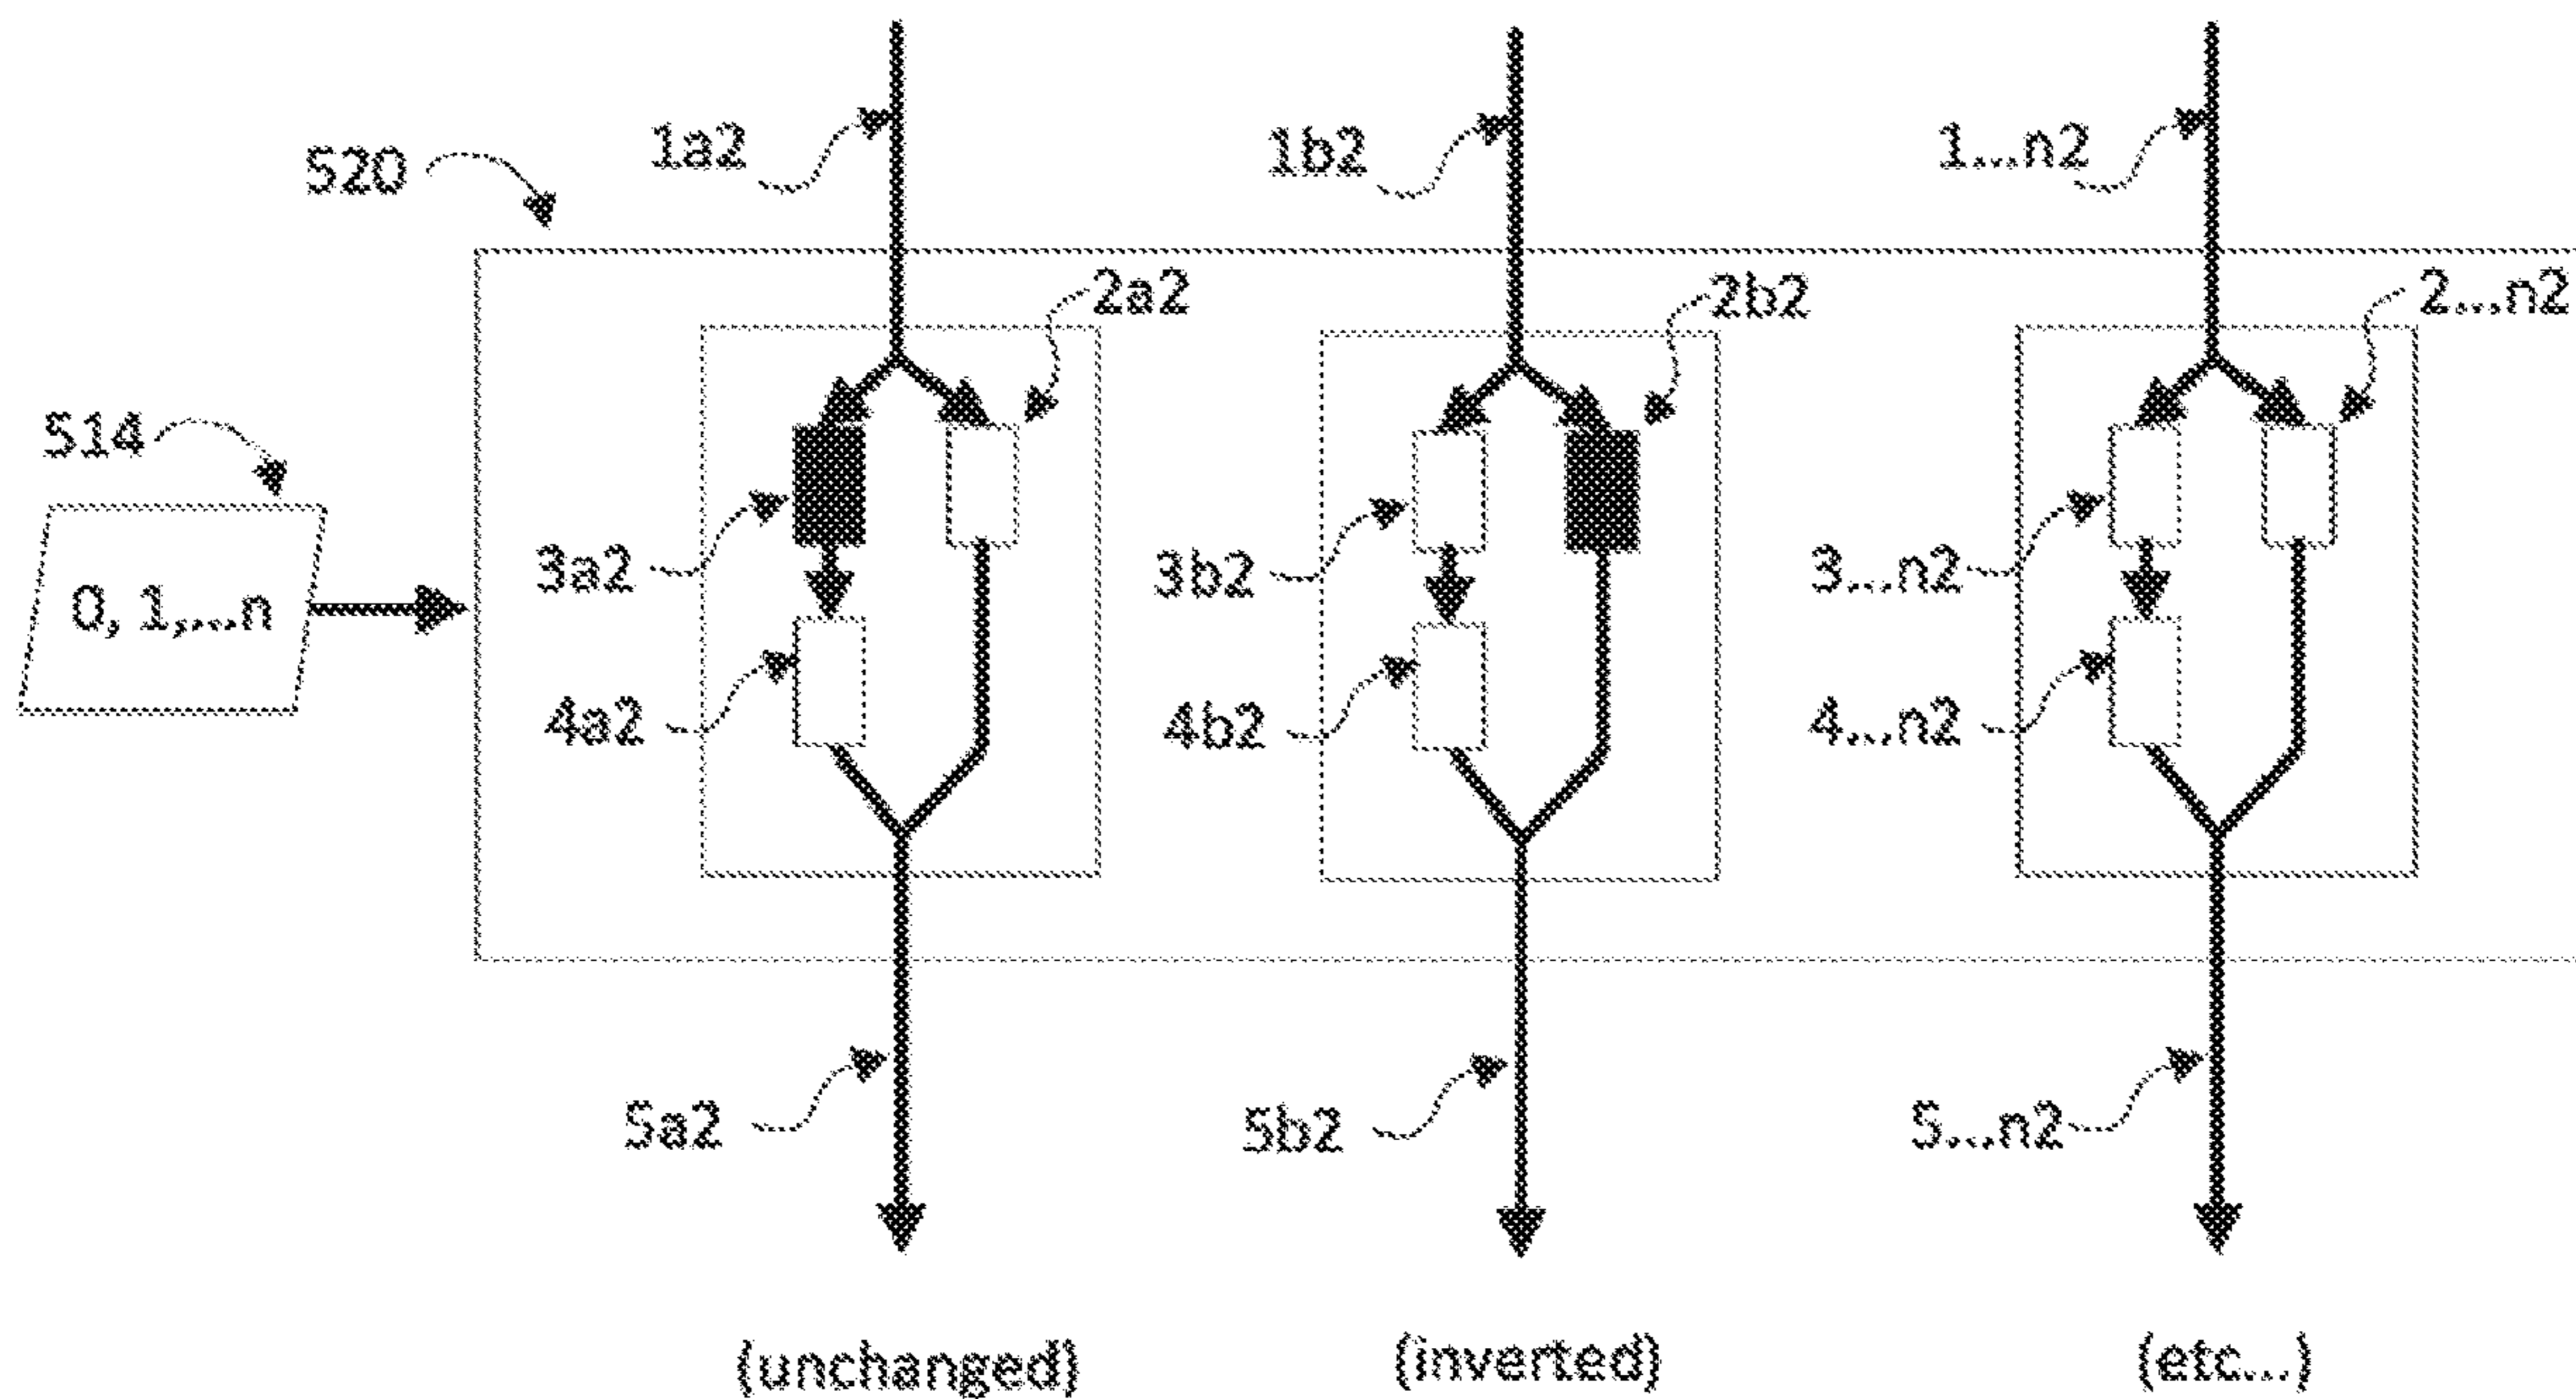 1a2
1b2
1...n2
520
2a2
2b2
2...n2
514
3a2
3b2
3...n2
0, 1,...n
4a2
4b2
4...n2
5a2
5b2
5...n2
(unchanged)
(inverted)
(etc...)